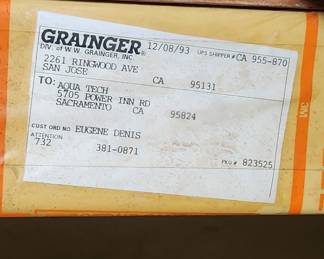 GRAINGER® 12/08/93 UPS SHIPPER # CA 955-870
DIV. of W.W. GRAINGER, INC.
2261 RINGWOOD AVE
SAN JOSE CA 95131
TO: AQUA TECH
5705 POWER INN RD
SACRAMENTO CA 95824
CUST ORD NO EUGENE DENIS
ATTENTION
732 381-0871
PKG # 823525
3M